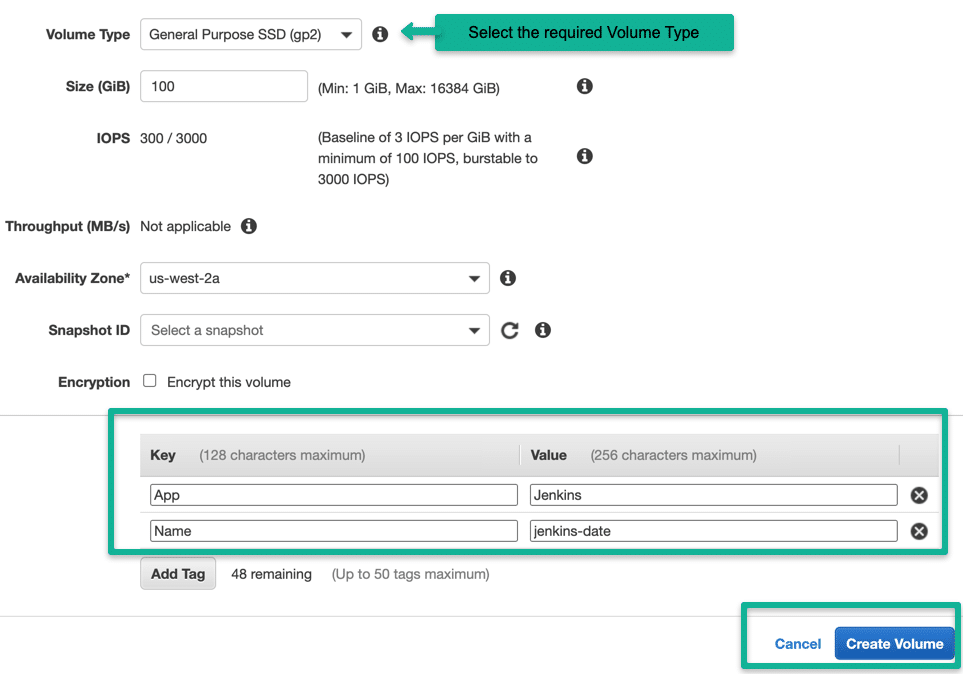 Volume Type General Purpose SSD (gp2) Select the required Volume Type
Size (GiB) 100 (Min: 1 GiB, Max: 16384 GiB)
IOPS 300 / 3000 (Baseline of 3 IOPS per GiB with a
minimum of 100 IOPS, burstable to
3000 IOPS)
Throughput (MB/s) Not applicable
Availability Zone* us-west-2a
Snapshot ID Select a snapshot
Encryption Encrypt this volume
Key (128 characters maximum) Value (256 characters maximum)
App Jenkins
Name jenkins-date
Add Tag 48 remaining (Up to 50 tags maximum)
Cancel Create Volume